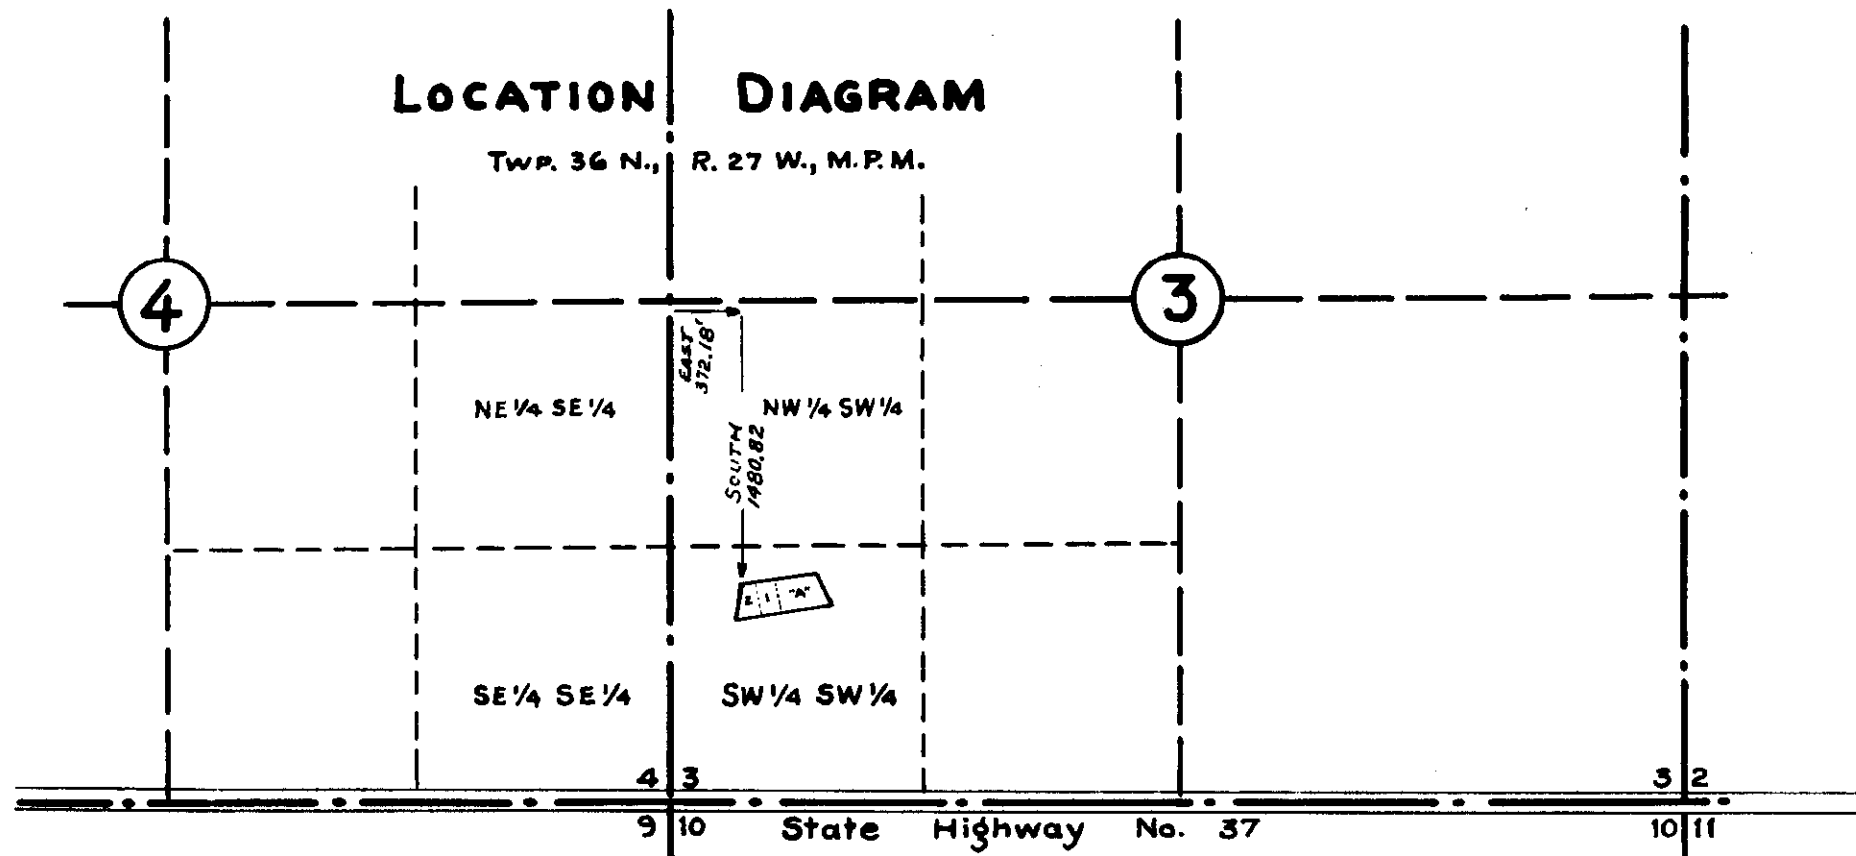 LOCATION DIAGRAM
TWP. 36 N., R. 27 W., M.P.M.
4
3
EAST
372.18'
NE 1/4 SE 1/4
NW 1/4 SW 1/4
SOUTH
1480.82
2 1 "A"
SE 1/4 SE 1/4
SW 1/4 SW 1/4
4 3
3 2
9 10
State Highway No. 37
10 11